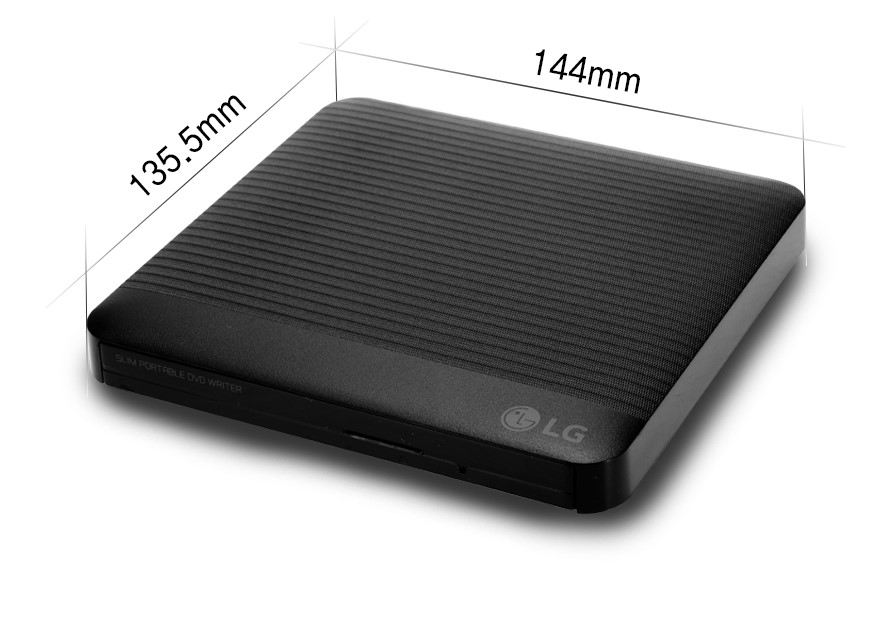 144mm
135.5mm
SLIM PORTABLE DVD WRITER
LG